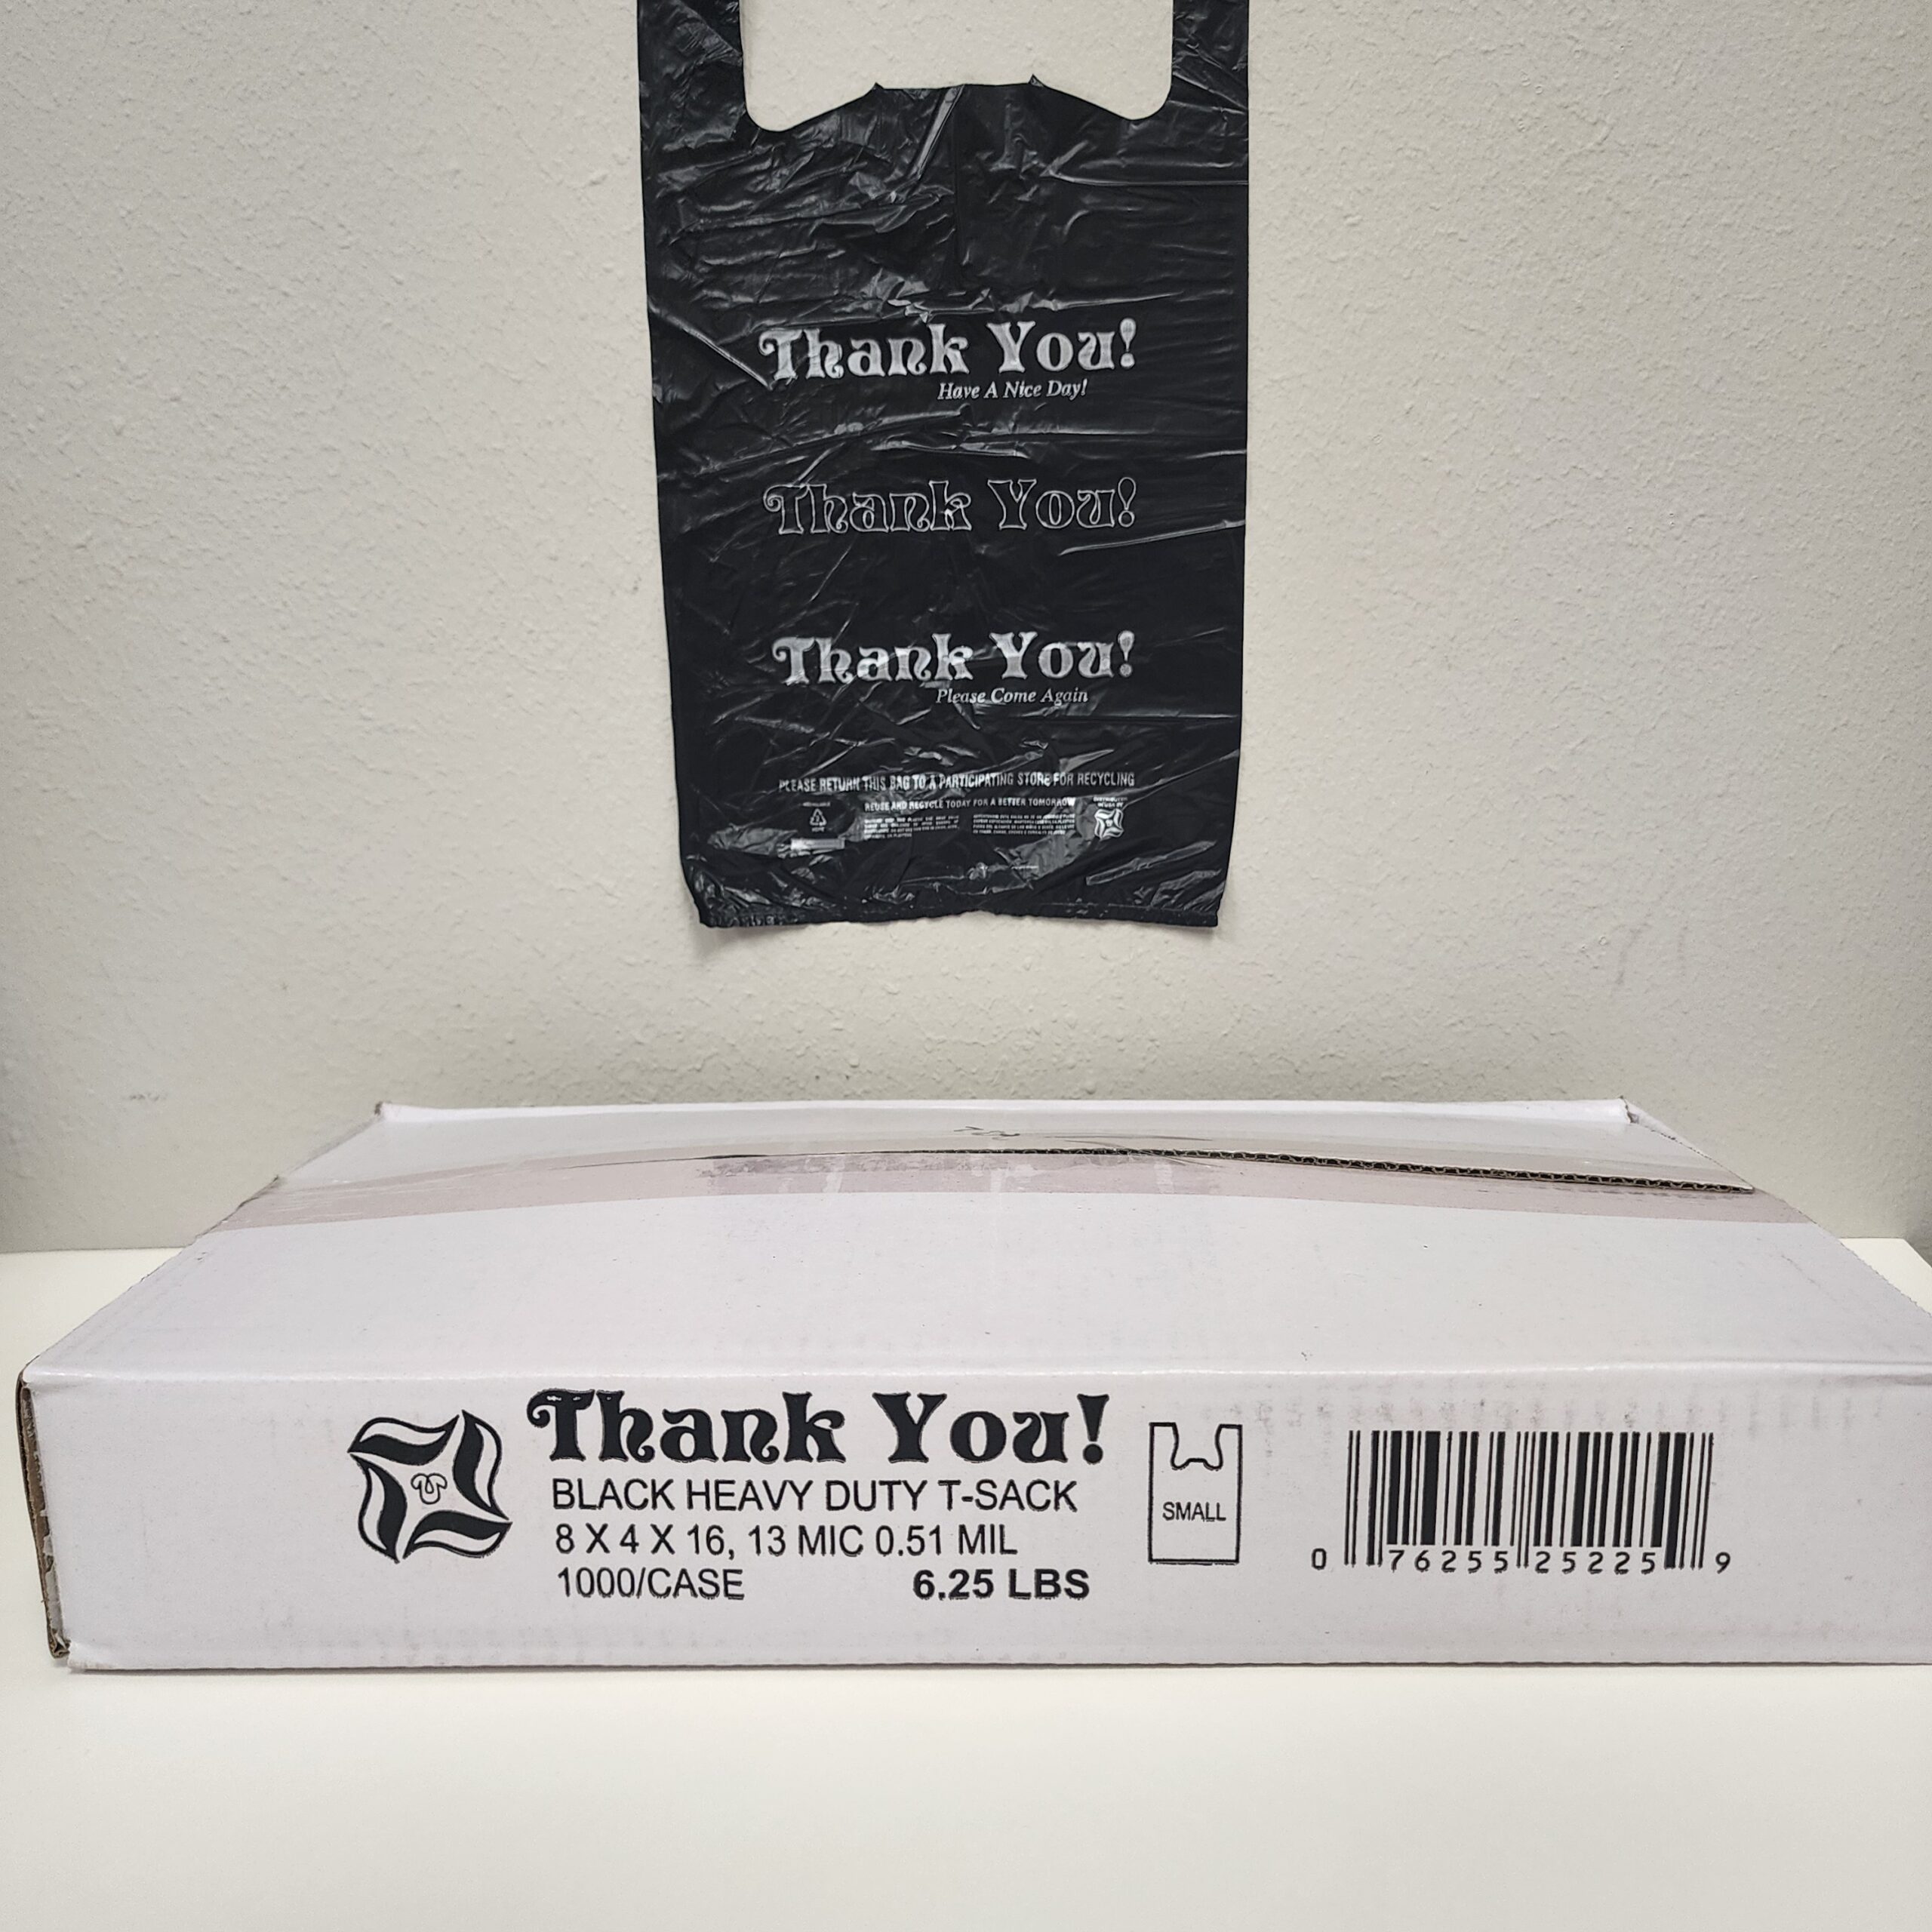 Thank You!
Have A Nice Day!
Thank You!
Thank You!
Please Come Again
PLEASE RETURN THIS BAG TO A PARTICIPATING STORE FOR RECYCLING
REUSE AND RECYCLE TODAY FOR A BETTER TOMORROW
Thank You!
BLACK HEAVY DUTY T-SACK
8 X 4 X 16, 13 MIC 0.51 MIL
1000/CASE 6.25 LBS
SMALL
0 76255 25225 9